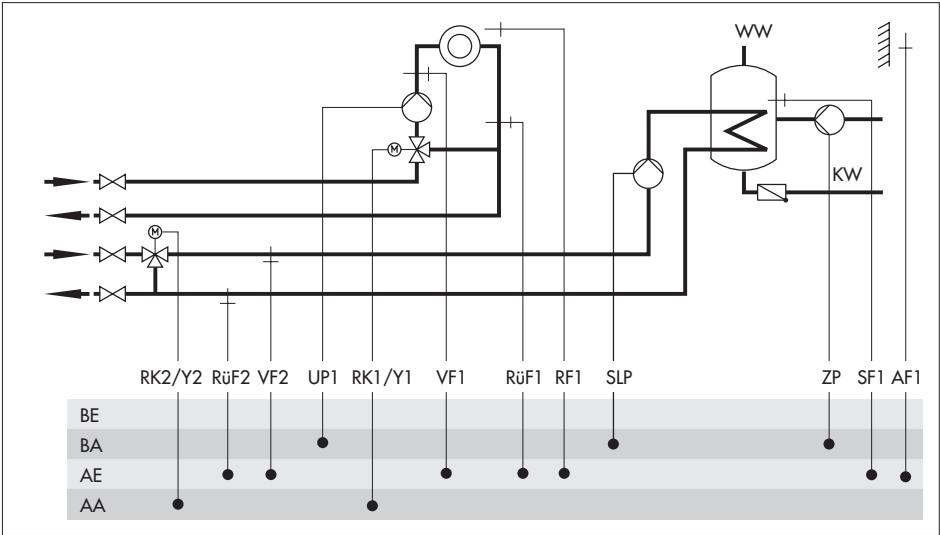 WW
M
KW
M
RK2/Y2 RüF2 VF2 UP1 RK1/Y1 VF1 RüF1 RF1 SLP ZP SF1 AF1
BE
BA
AE
AA